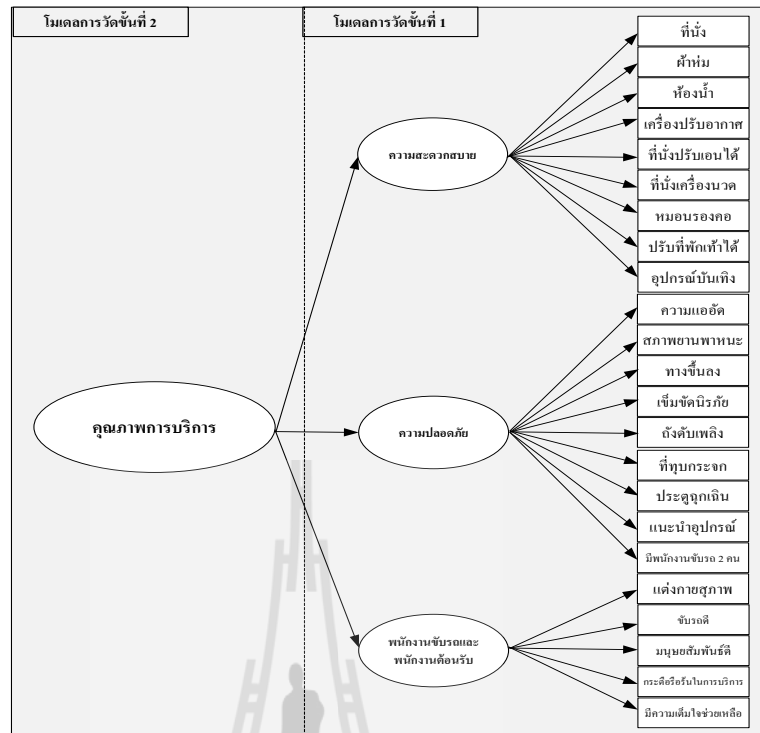 โมเดลการวัดขั้นที่ 2
โมเดลการวัดขั้นที่ 1
ที่นั่ง
ผ้าห่ม
ห้องน้ำ
เครื่องปรับอากาศ
ความสะดวกสบาย
ที่นั่งปรับเอนได้
ที่นั่งเครื่องนวด
หมอนรองคอ
ปรับที่พักเท้าได้
อุปกรณ์บันเทิง
ความแออัด
สภาพยานพาหนะ
ทางขึ้นลง
เข็มขัดนิรภัย
คุณภาพการบริการ
ความปลอดภัย
ถังดับเพลิง
ที่ทุบกระจก
ประตูฉุกเฉิน
แนะนำอุปกรณ์
มีพนักงานขับรถ 2 คน
แต่งกายสุภาพ
ขับรถดี
พนักงานขับรถและ
พนักงานต้อนรับ
มนุษยสัมพันธ์ดี
กระตือรือร้นในการบริการ
มีความเต็มใจช่วยเหลือ